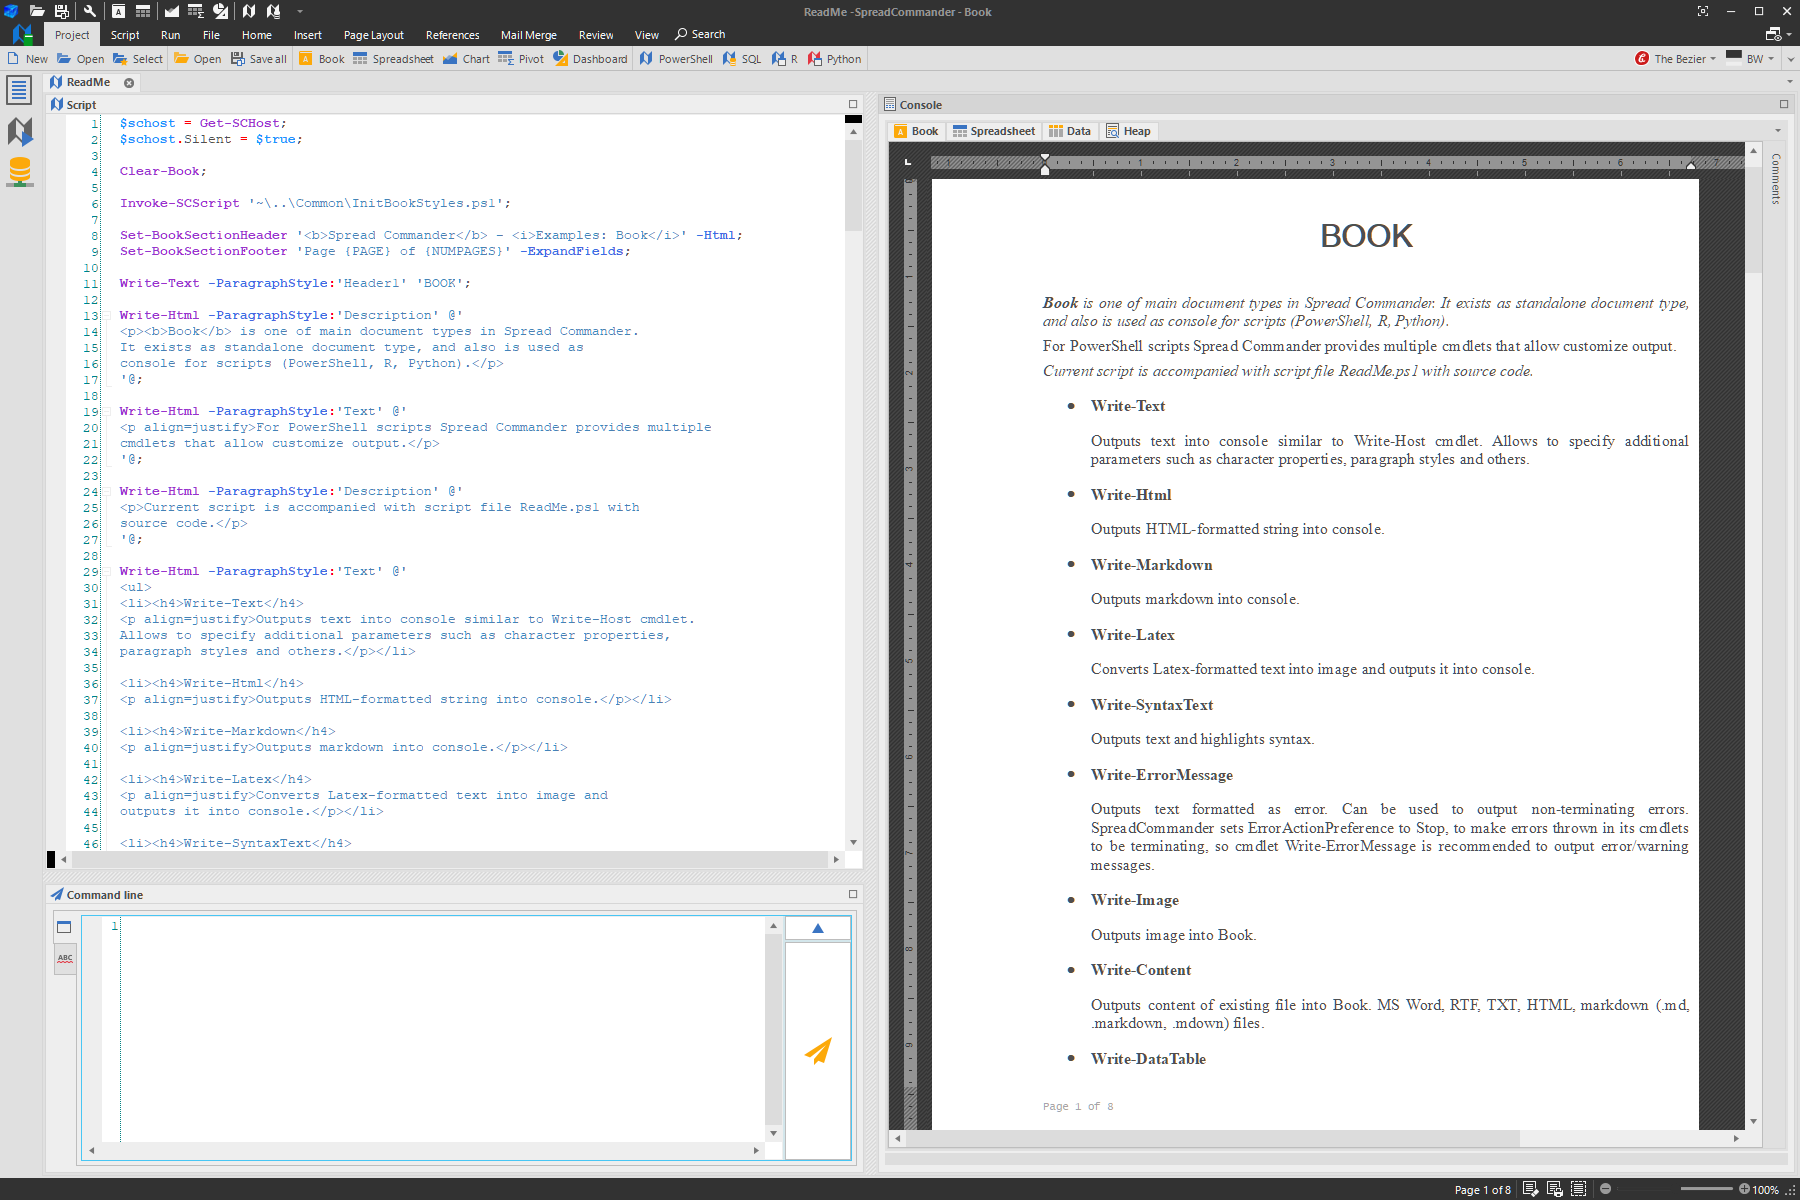 ReadMe -SpreadCommander - Book
Project Script Run File Home Insert Page Layout References Mail Merge Review View Search
New Open Select Open Save all Book Spreadsheet Chart Pivot Dashboard PowerShell SQL R Python The Bezier BW
ReadMe
Script
1 $schost = Get-SCHost;
2 $schost.Silent = $true;
3
4 Clear-Book;
5
6 Invoke-SCScript '~\..\Common\InitBookStyles.ps1';
7
8 Set-BookSectionHeader '<b>Spread Commander</b> - <i>Examples: Book</i>' -Html;
9 Set-BookSectionFooter 'Page {PAGE} of {NUMPAGES}' -ExpandFields;
10
11 Write-Text -ParagraphStyle:'Header1' 'BOOK';
12
13 Write-Html -ParagraphStyle:'Description' @'
14 <p><b>Book</b> is one of main document types in Spread Commander.
15 It exists as standalone document type, and also is used as
16 console for scripts (PowerShell, R, Python).</p>
17 '@;
18
19 Write-Html -ParagraphStyle:'Text' @'
20 <p align=justify>For PowerShell scripts Spread Commander provides multiple
21 cmdlets that allow customize output.</p>
22 '@;
23
24 Write-Html -ParagraphStyle:'Description' @'
25 <p>Current script is accompanied with script file ReadMe.ps1 with
26 source code.</p>
27 '@;
28
29 Write-Html -ParagraphStyle:'Text' @'
30 <ul>
31 <li><h4>Write-Text</h4>
32 <p align=justify>Outputs text into console similar to Write-Host cmdlet.
33 Allows to specify additional parameters such as character properties,
34 paragraph styles and others.</p></li>
35
36 <li><h4>Write-Html</h4>
37 <p align=justify>Outputs HTML-formatted string into console.</p></li>
38
39 <li><h4>Write-Markdown</h4>
40 <p align=justify>Outputs markdown into console.</p></li>
41
42 <li><h4>Write-Latex</h4>
43 <p align=justify>Converts Latex-formatted text into image and
44 outputs it into console.</p></li>
45
46 <li><h4>Write-SyntaxText</h4>
Command line
ABC
1
Console
Book Spreadsheet Data Heap
Comments
1 1 2 3 4 5 6 7
1
2
3
4
5
6
7
8
9
BOOK
Book is one of main document types in Spread Commander. It exists as standalone document type,
and also is used as console for scripts (PowerShell, R, Python).
For PowerShell scripts Spread Commander provides multiple cmdlets that allow customize output.
Current script is accompanied with script file ReadMe.ps1 with source code.
• Write-Text
Outputs text into console similar to Write-Host cmdlet. Allows to specify additional
parameters such as character properties, paragraph styles and others.
• Write-Html
Outputs HTML-formatted string into console.
• Write-Markdown
Outputs markdown into console.
• Write-Latex
Converts Latex-formatted text into image and outputs it into console.
• Write-SyntaxText
Outputs text and highlights syntax.
• Write-ErrorMessage
Outputs text formatted as error. Can be used to output non-terminating errors.
SpreadCommander sets ErrorActionPreference to Stop, to make errors thrown in its cmdlets
to be terminating, so cmdlet Write-ErrorMessage is recommended to output error/warning
messages.
• Write-Image
Outputs image into Book.
• Write-Content
Outputs content of existing file into Book. MS Word, RTF, TXT, HTML, markdown (.md,
.markdown, .mdown) files.
• Write-DataTable
Page 1 of 8
Page 1 of 8 100%